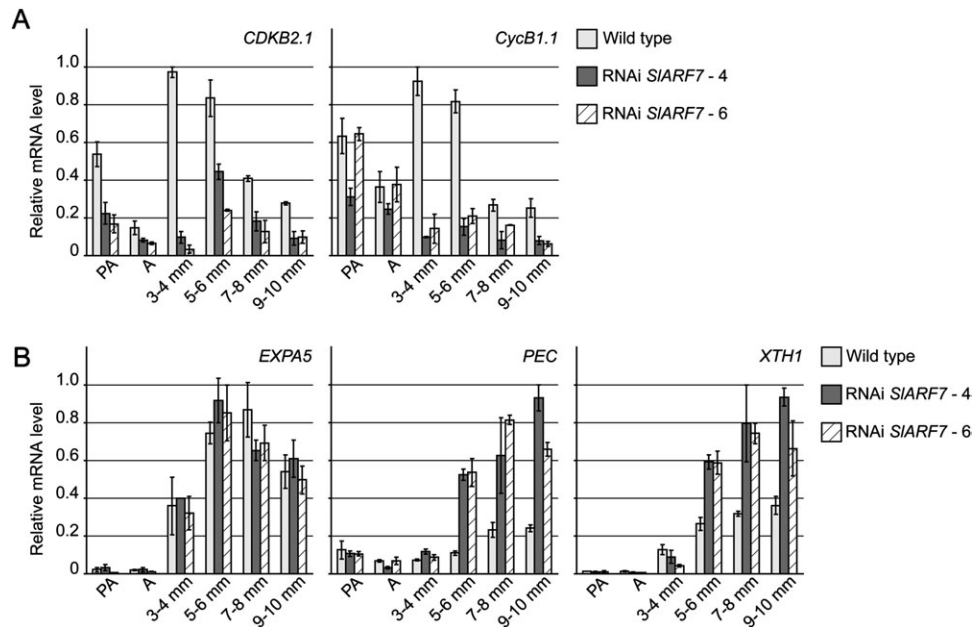 A
CDKB2.1
CycB1.1
Wild type
RNAi SlARF7 - 4
RNAi SlARF7 - 6
Relative mRNA level
1.0
0.8
0.6
0.4
0.2
0
PA
A
3-4 mm
5-6 mm
7-8 mm
9-10 mm
PA
A
3-4 mm
5-6 mm
7-8 mm
9-10 mm
B
EXPA5
PEC
XTH1
Wild type
RNAi SlARF7 - 4
RNAi SlARF7 - 6
Relative mRNA level
1.0
0.8
0.6
0.4
0.2
0
PA
A
3-4 mm
5-6 mm
7-8 mm
9-10 mm
PA
A
3-4 mm
5-6 mm
7-8 mm
9-10 mm
PA
A
3-4 mm
5-6 mm
7-8 mm
9-10 mm